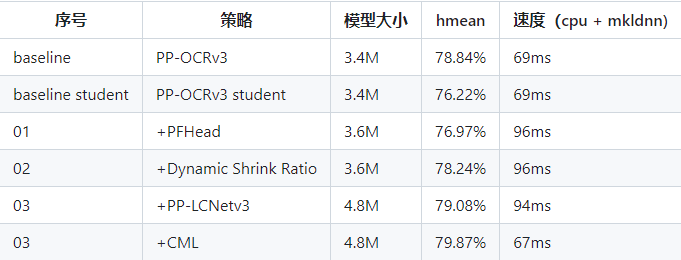 序号 策略 模型大小 hmean 速度（cpu + mkldnn)
baseline PP-OCRv3 3.4M 78.84% 69ms
baseline student PP-OCRv3 student 3.4M 76.22% 69ms
01 +PFHead 3.6M 76.97% 96ms
02 +Dynamic Shrink Ratio 3.6M 78.24% 96ms
03 +PP-LCNetv3 4.8M 79.08% 94ms
03 +CML 4.8M 79.87% 67ms